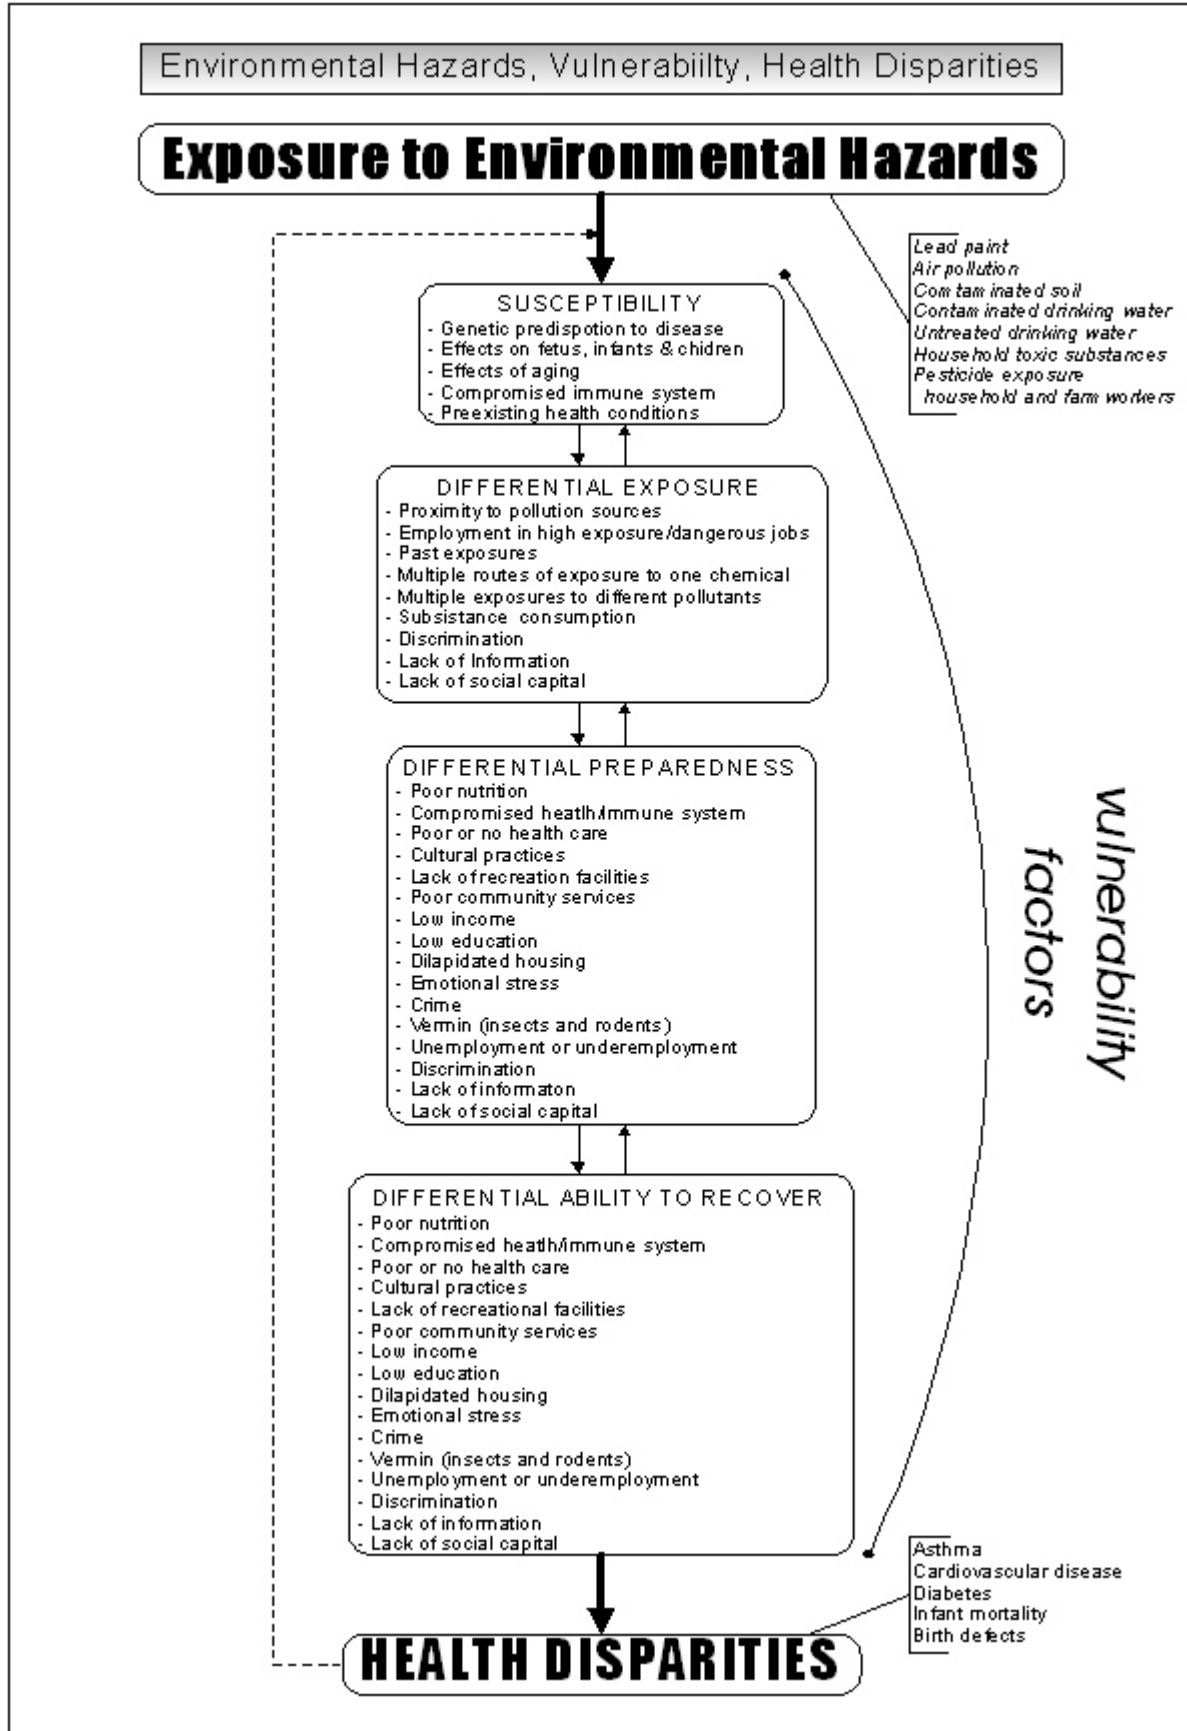 Environmental Hazards, Vulnerabiilty, Health Disparities
Exposure to Environmental Hazards
Lead paint
Air pollution
Comtaminated soil
Contaminated drinking water
Untreated drinking water
Household toxic substances
Pesticide exposure
household and farm workers
SUSCEPTIBILITY
- Genetic predispotion to disease
- Effects on fetus, infants & chidren
- Effects of aging
- Compromised immune system
- Preexisting health conditions
DIFFERENTIAL EXPOSURE
- Proximity to pollution sources
- Employment in high exposure/dangerous jobs
- Past exposures
- Multiple routes of exposure to one chemical
- Multiple exposures to different pollutants
- Subsistance consumption
- Discrimination
- Lack of Information
- Lack of social capital
DIFFERENTIAL PREPAREDNESS
- Poor nutrition
- Compromised heatlh/immune system
- Poor or no health care
- Cultural practices
- Lack of recreation facilities
- Poor community services
- Low income
- Low education
- Dilapidated housing
- Emotional stress
- Crime
- Vermin (insects and rodents)
- Unemployment or underemployment
- Discrimination
- Lack of informaton
- Lack of social capital
vulnerability
factors
DIFFERENTIAL ABILITY TO RECOVER
- Poor nutrition
- Compromised heatlh/immune system
- Poor or no health care
- Cultural practices
- Lack of recreational facilities
- Poor community services
- Low income
- Low education
- Dilapidated housing
- Emotional stress
- Crime
- Vermin (insects and rodents)
- Unemployment or underemployment
- Discrimination
- Lack of information
- Lack of social capital
Asthma
Cardiovascular disease
Diabetes
Infant mortality
Birth defects
HEALTH DISPARITIES